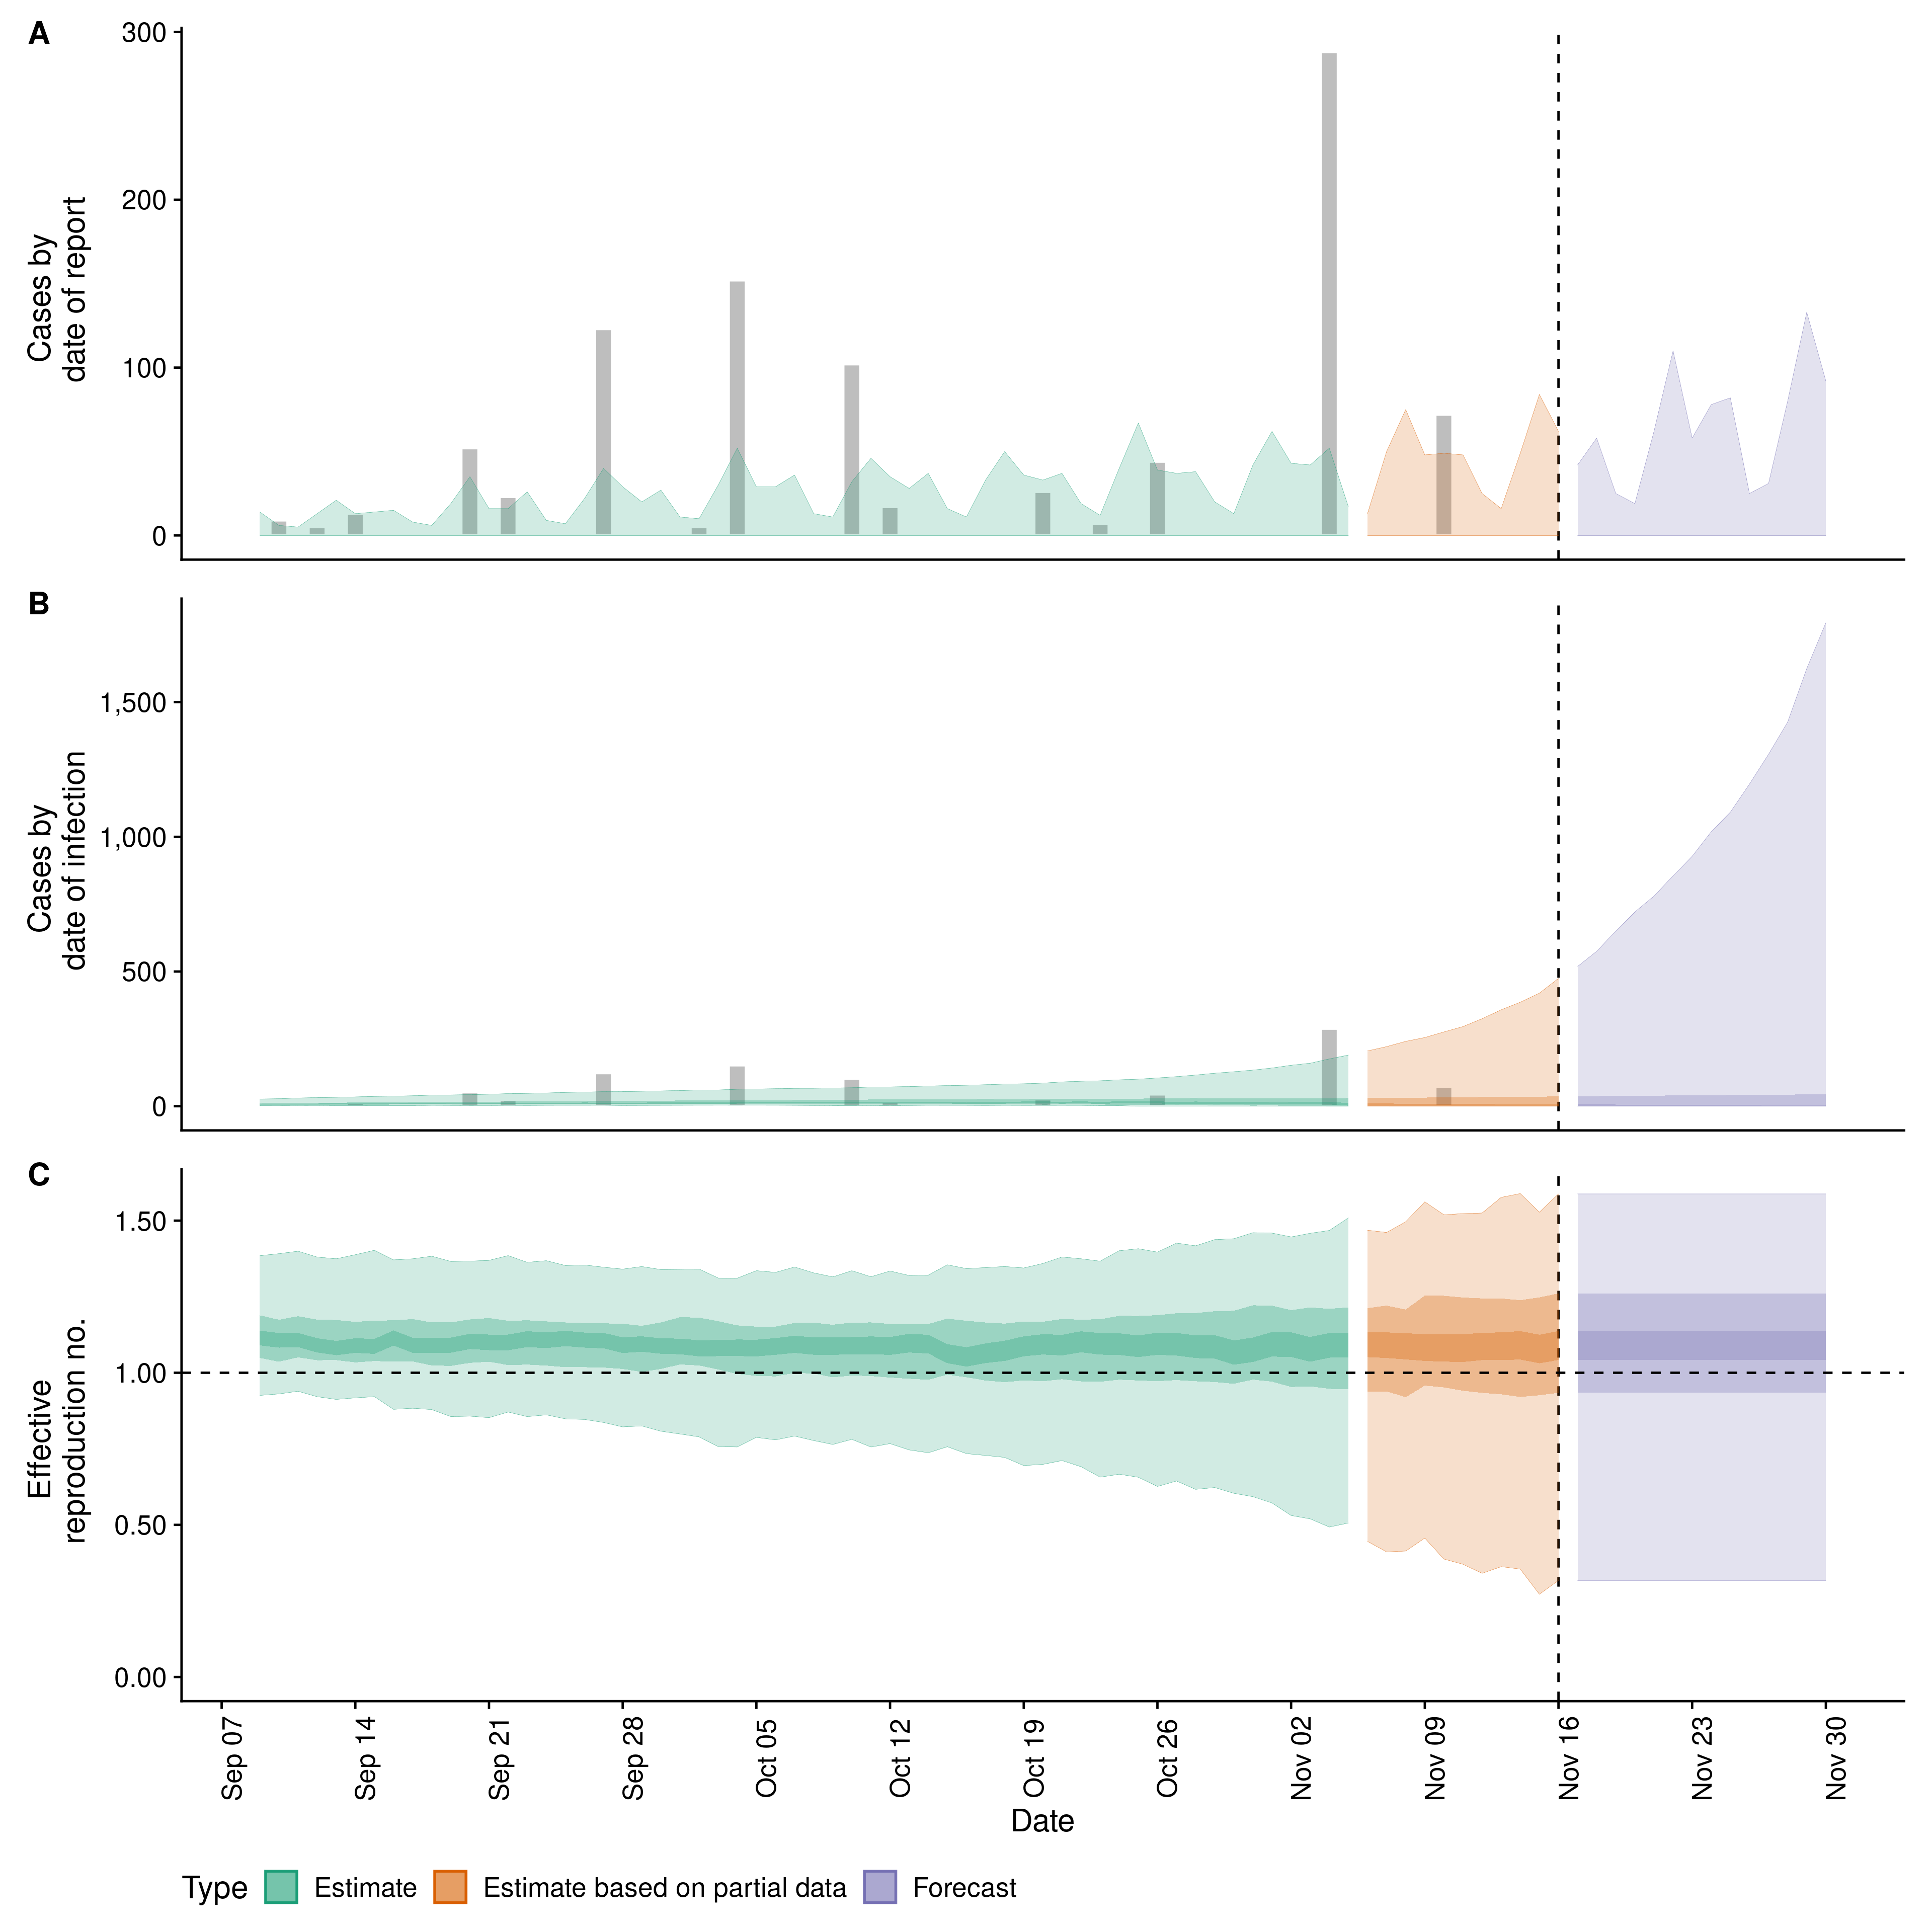 A
Cases by
date of report
300
200
100
0
B
Cases by
date of infection
1,500
1,000
500
0
C
Effective
reproduction no.
1.50
1.00
0.50
0.00
Sep 07
Sep 14
Sep 21
Sep 28
Oct 05
Oct 12
Oct 19
Oct 26
Nov 02
Nov 09
Nov 16
Nov 23
Nov 30
Date
Type Estimate Estimate based on partial data Forecast